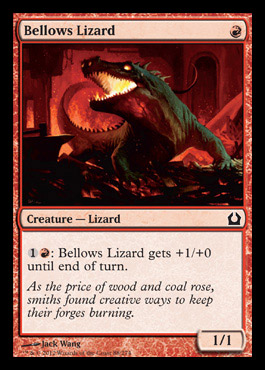 Bellows Lizard
Creature — Lizard
1: Bellows Lizard gets +1/+0
until end of turn.
As the price of wood and coal rose,
smiths found creative ways to keep
their forges burning.
Jack Wang
1/1